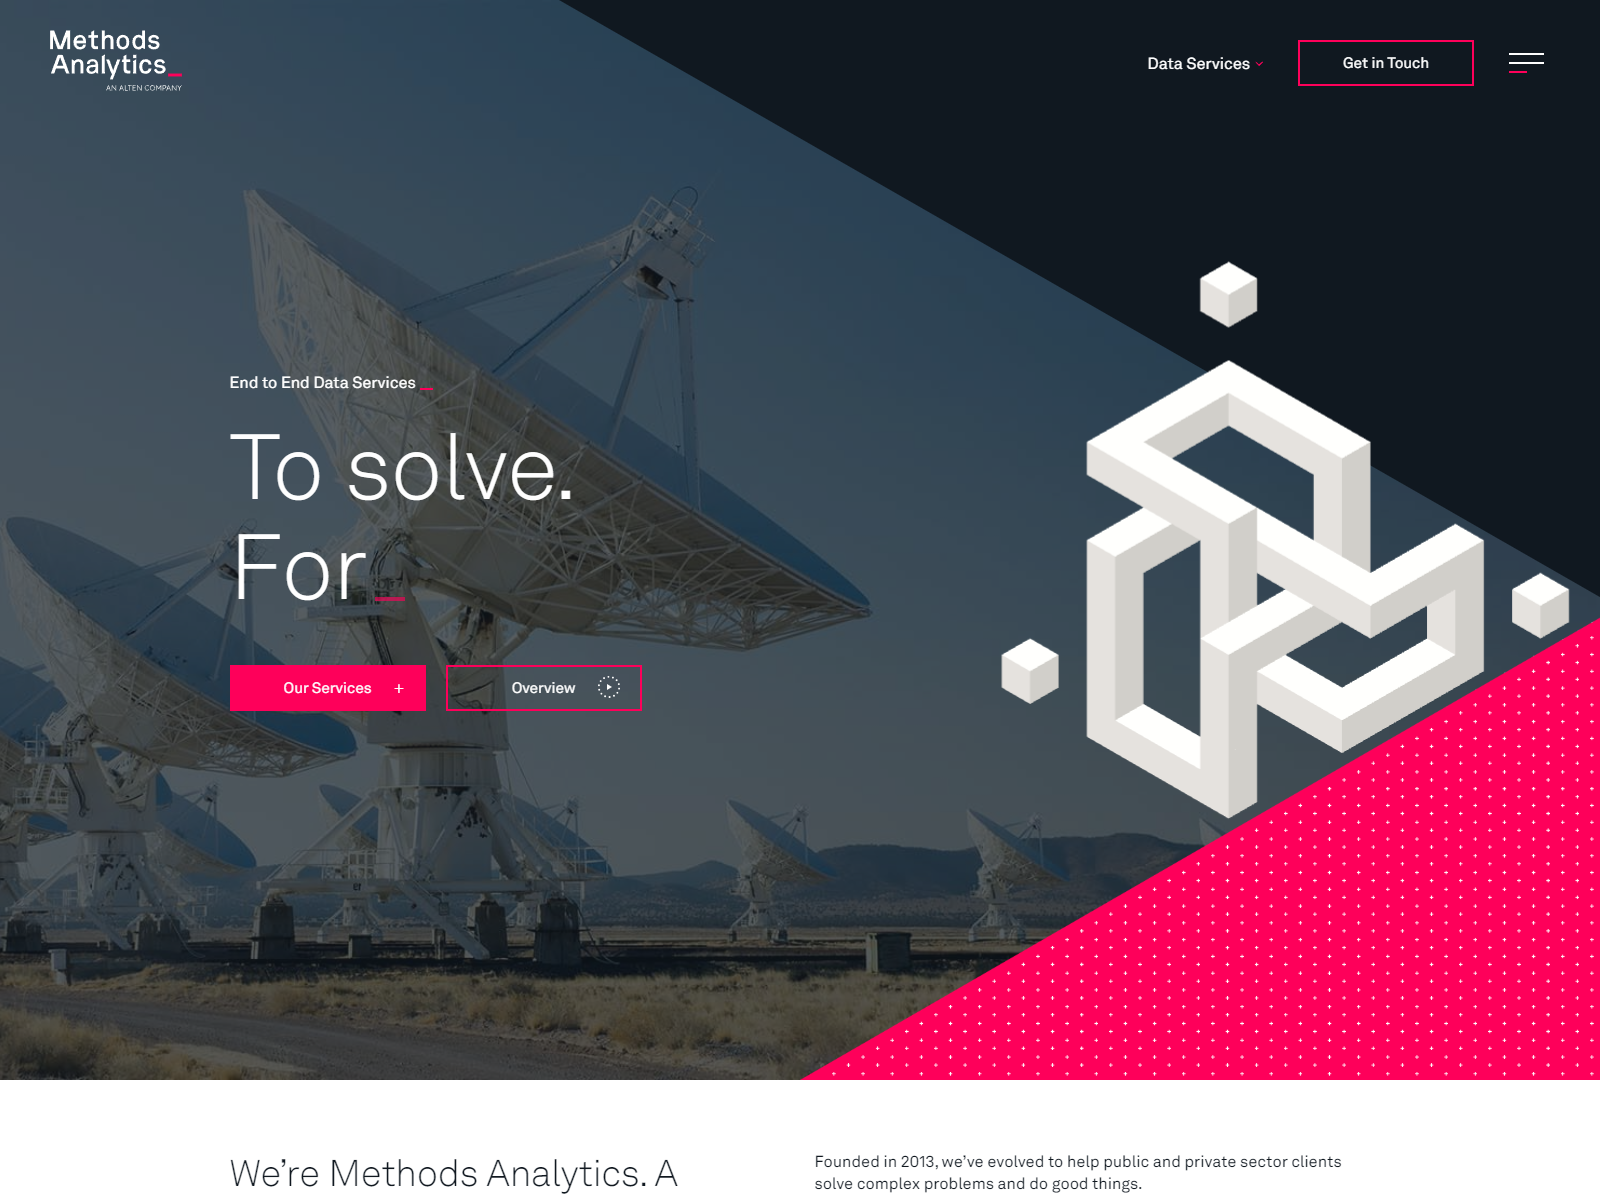 Methods
Analytics_
AN ALTEN COMPANY
Data Services
Get in Touch
End to End Data Services _
To solve.
For_
Our Services +
Overview
We’re Methods Analytics. A
Founded in 2013, we’ve evolved to help public and private sector clients
solve complex problems and do good things.